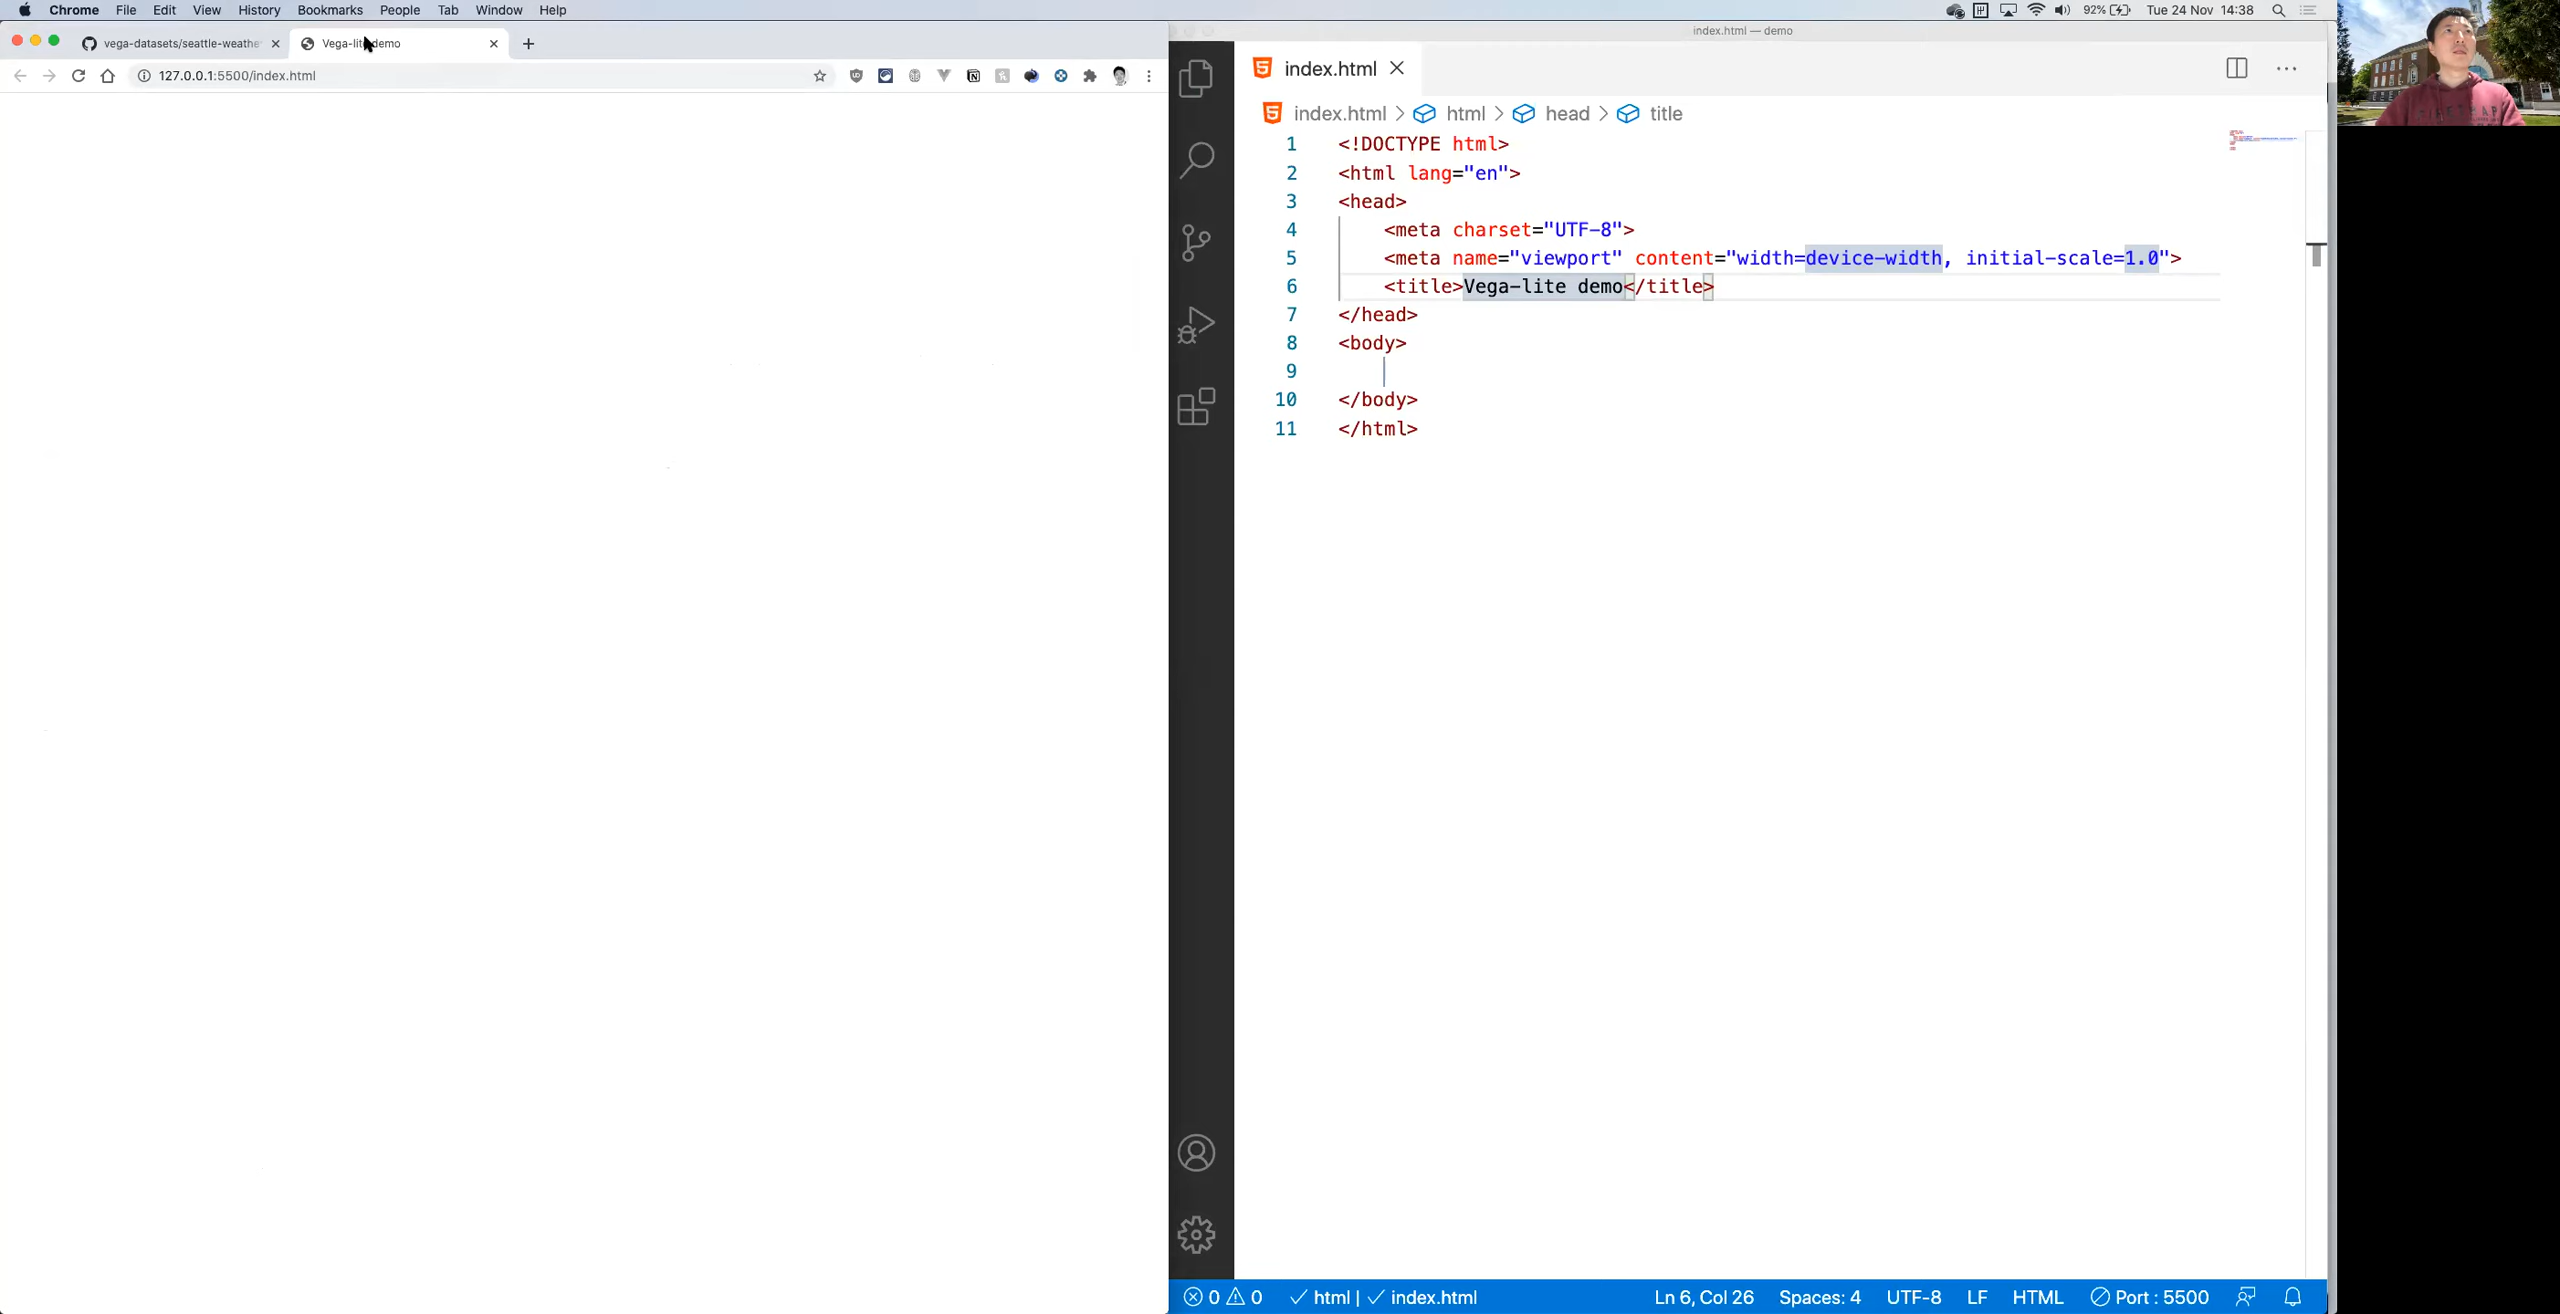 Chrome File Edit View History Bookmarks People Tab Window Help
92% Tue 24 Nov 14:38
vega-datasets/seattle-weathe
Vega-lite demo
127.0.0.1:5500/index.html
index.html — demo
index.html
index.html > html > head > title
1 <!DOCTYPE html>
2 <html lang="en">
3 <head>
4 <meta charset="UTF-8">
5 <meta name="viewport" content="width=device-width, initial-scale=1.0">
6 <title>Vega-lite demo</title>
7 </head>
8 <body>
9
10 </body>
11 </html>
0 0 html | index.html Ln 6, Col 26 Spaces: 4 UTF-8 LF HTML Port : 5500